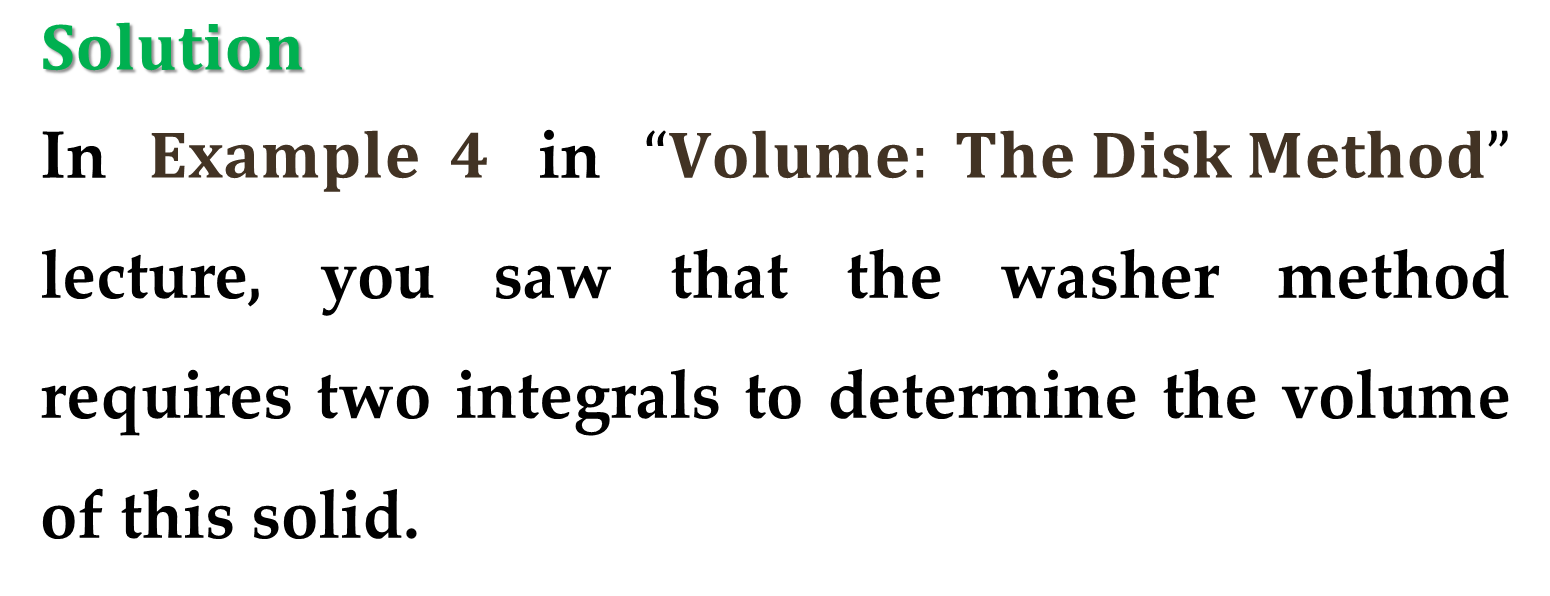 Solution
In Example 4 in “Volume: The Disk Method”
lecture, you saw that the washer method
requires two integrals to determine the volume
of this solid.